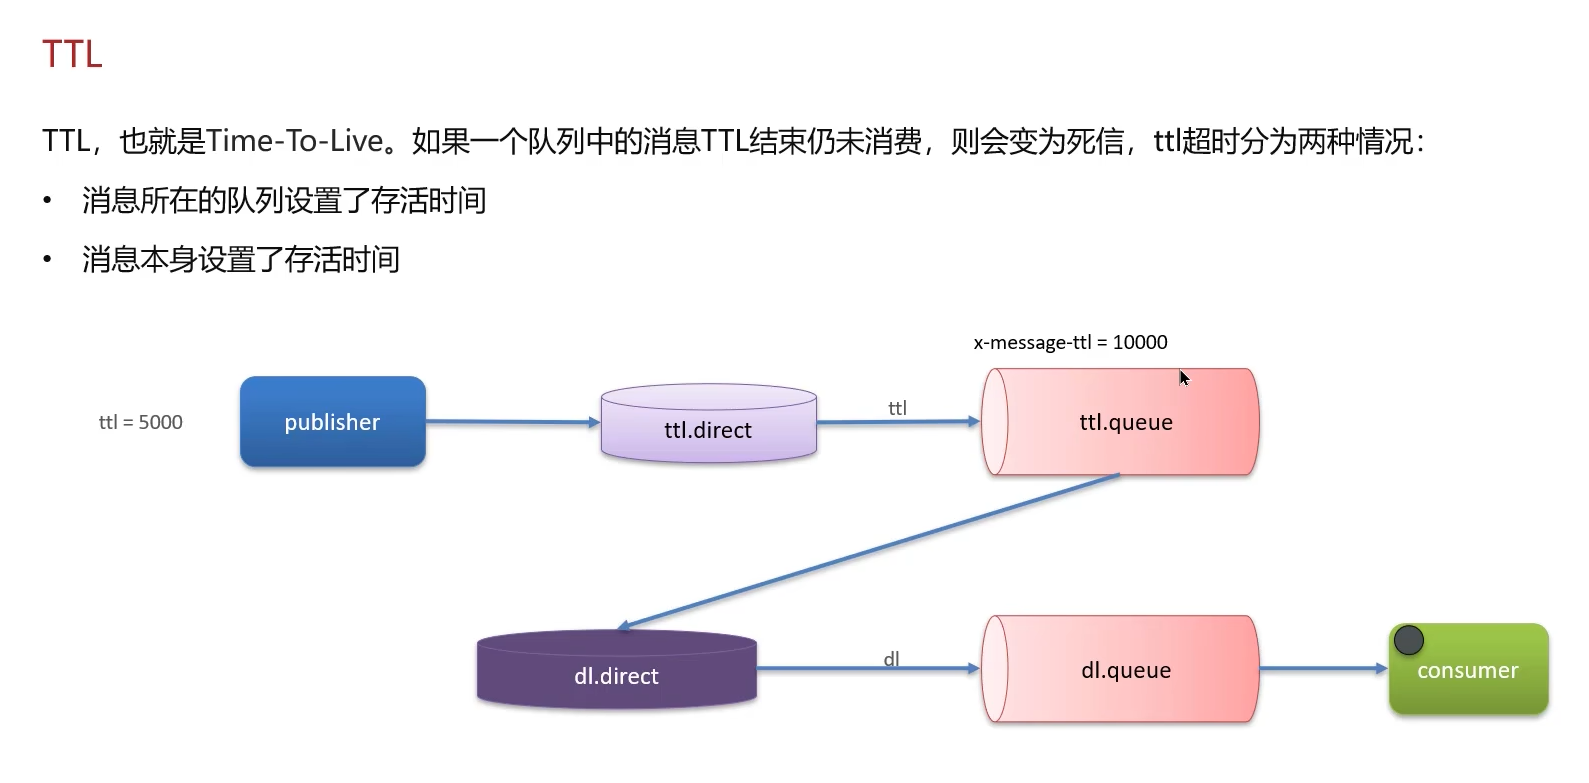 TTL
TTL，也就是Time-To-Live。如果一个队列中的消息TTL结束仍未消费，则会变为死信，ttl超时分为两种情况：
• 消息所在的队列设置了存活时间
• 消息本身设置了存活时间
x-message-ttl = 10000
ttl = 5000
publisher
ttl.direct
ttl
ttl.queue
dl.direct
dl
dl.queue
consumer